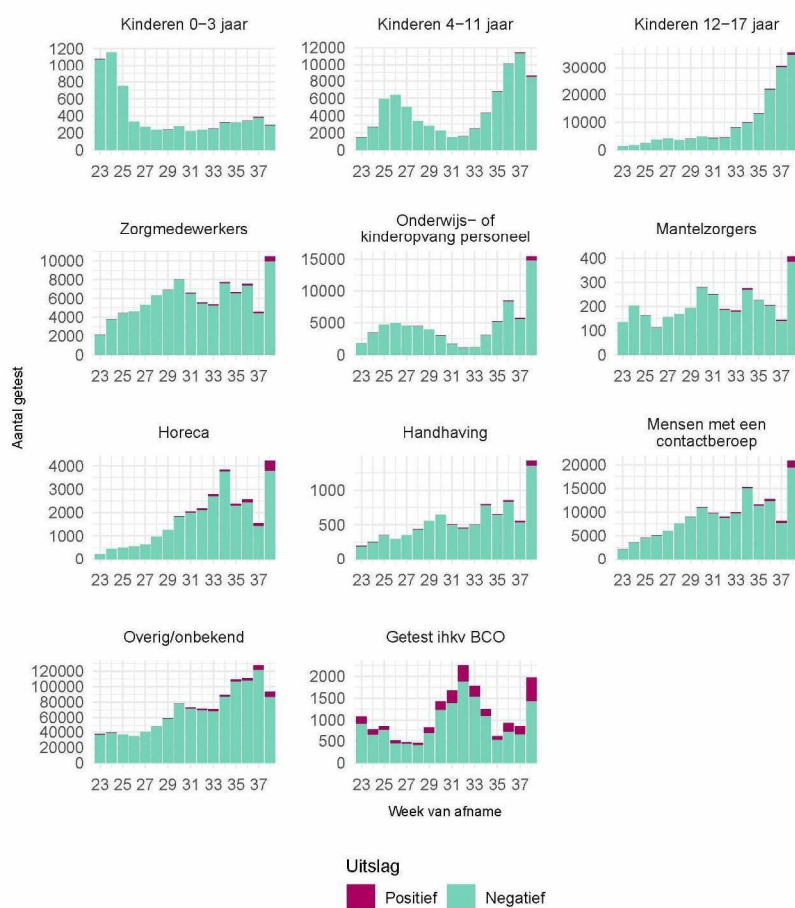 Kinderen 0−3 jaar
Kinderen 4−11 jaar
Kinderen 12−17 jaar
1200
1000
800
600
400
200
0
23 25 27 29 31 33 35 37
12000
10000
8000
6000
4000
2000
0
23 25 27 29 31 33 35 37
30000
20000
10000
0
23 25 27 29 31 33 35 37
Zorgmedewerkers
Onderwijs− of
kinderopvang personeel
Mantelzorgers
10000
8000
6000
4000
2000
0
23 25 27 29 31 33 35 37
15000
10000
5000
0
23 25 27 29 31 33 35 37
400
300
200
100
0
23 25 27 29 31 33 35 37
Aantal getest
Horeca
Handhaving
Mensen met een
contactberoep
4000
3000
2000
1000
0
23 25 27 29 31 33 35 37
1000
500
0
23 25 27 29 31 33 35 37
20000
15000
10000
5000
0
23 25 27 29 31 33 35 37
Overig/onbekend
Getest ihkv BCO
120000
100000
80000
60000
40000
20000
0
23 25 27 29 31 33 35 37
2000
1500
1000
500
0
23 25 27 29 31 33 35 37
Week van afname
Uitslag
Positief
Negatief